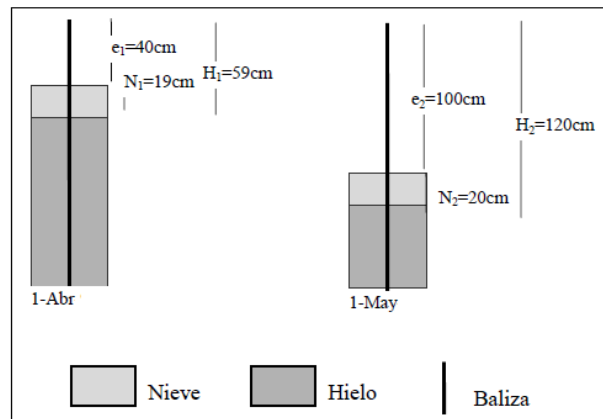 e₁=40cm
N₁=19cm
H₁=59cm
e₂=100cm
H₂=120cm
N₂=20cm
1-Abr
1-May
Nieve
Hielo
Baliza